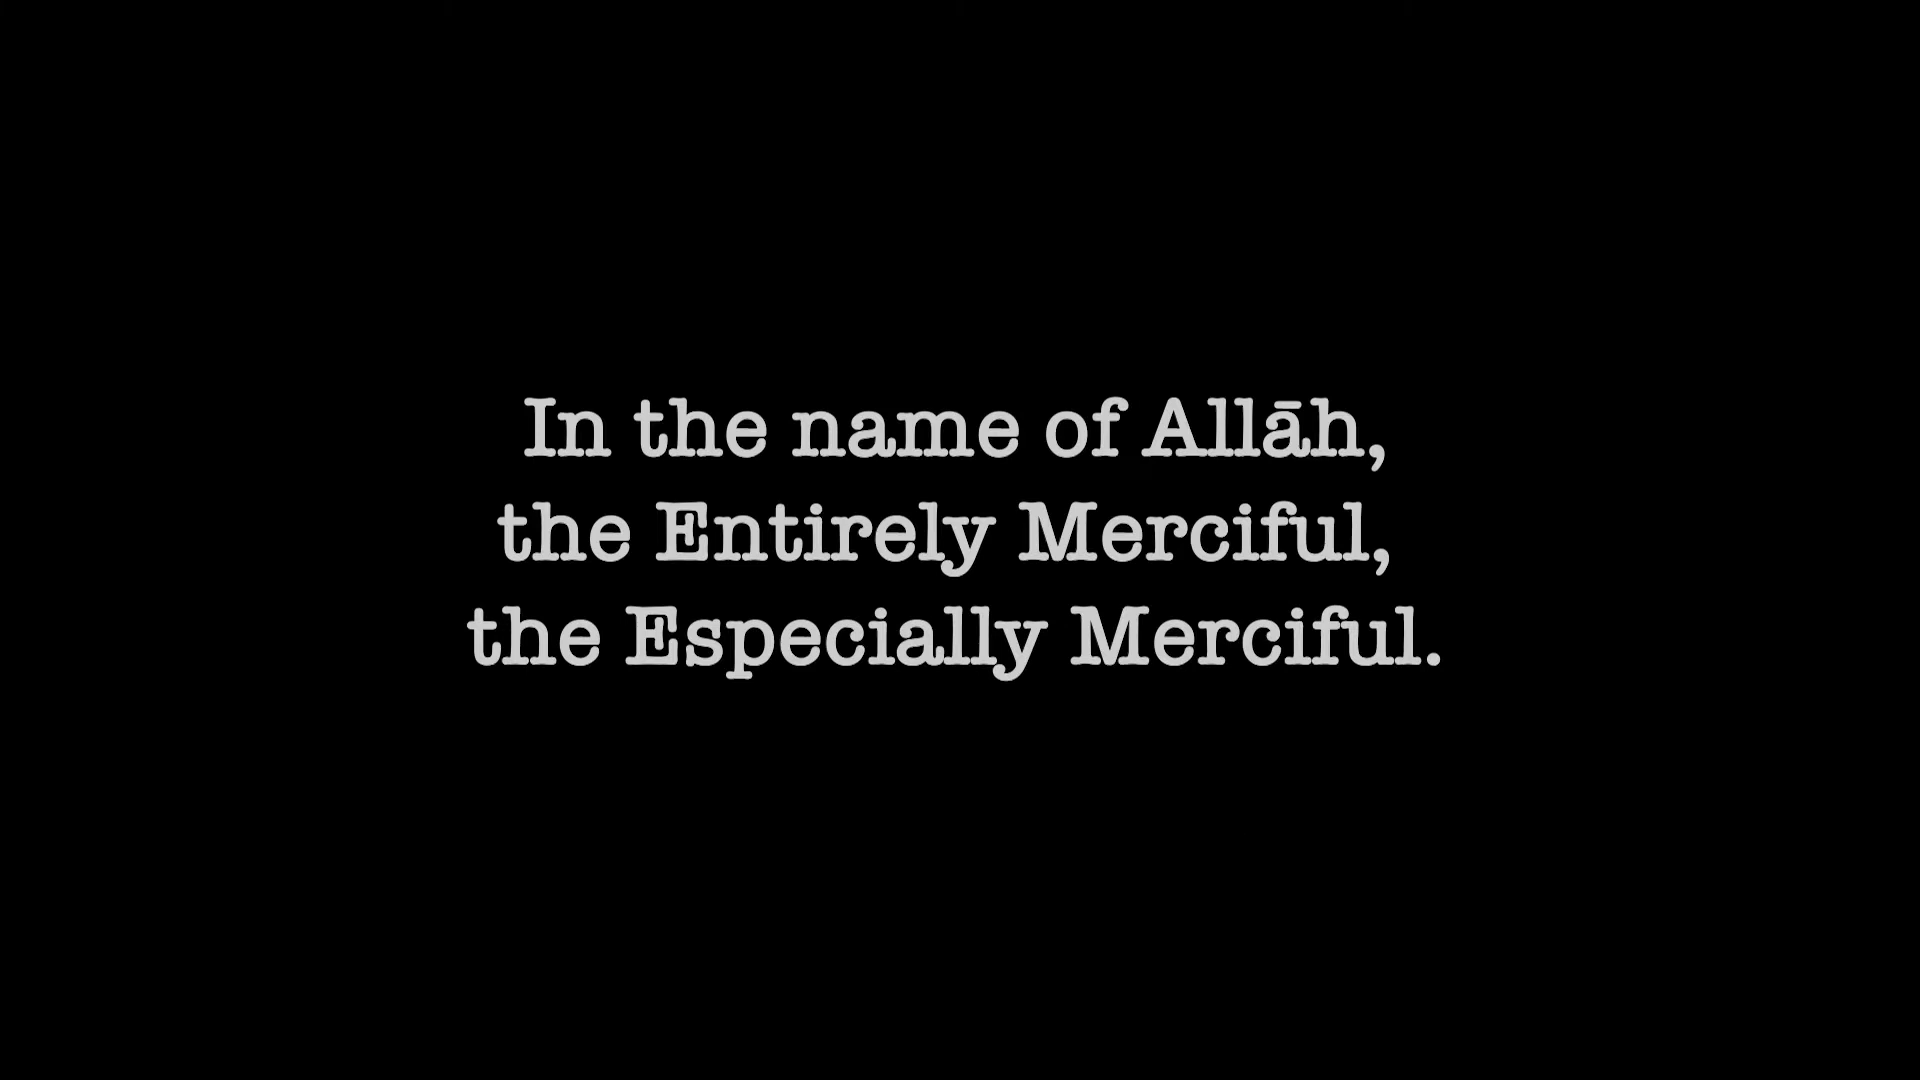 In the name of Allāh,
the Entirely Merciful,
the Especially Merciful.